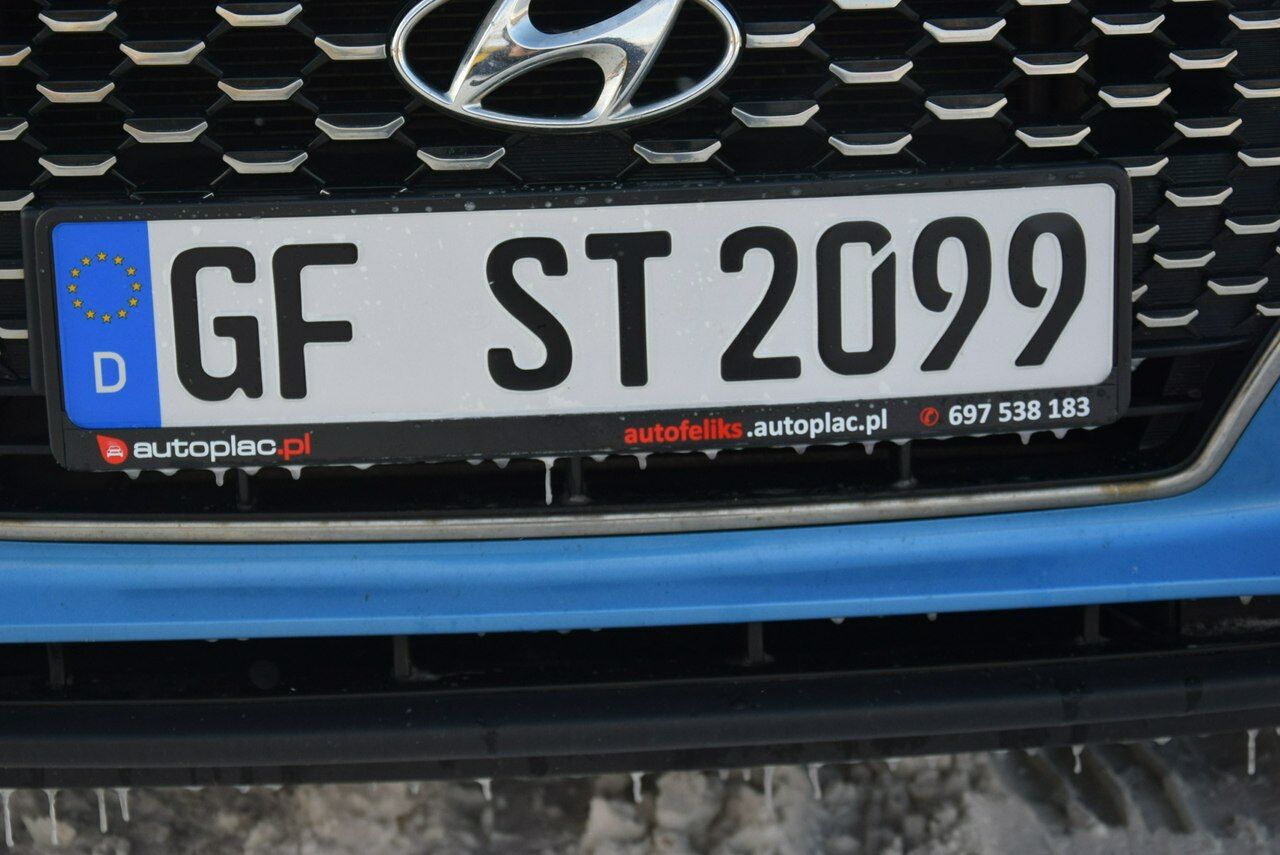 D GF ST 2099
autoplac.pl autofeliks.autoplac.pl 697 538 183